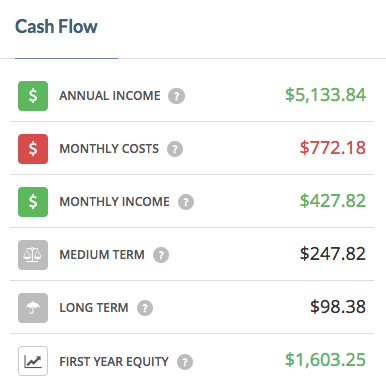 Cash Flow
$ ANNUAL INCOME ? $5,133.84
$ MONTHLY COSTS ? $772.18
$ MONTHLY INCOME ? $427.82
MEDIUM TERM ? $247.82
LONG TERM ? $98.38
FIRST YEAR EQUITY ? $1,603.25